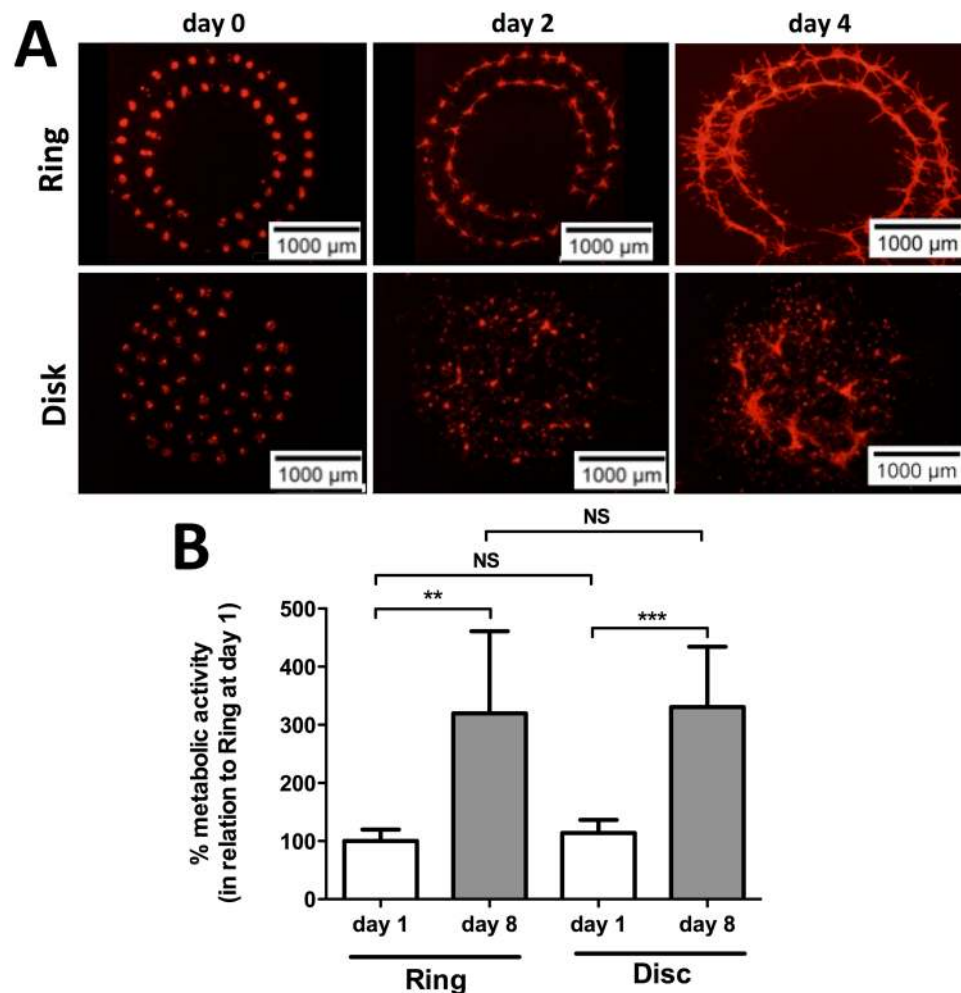 A
day 0 day 2 day 4
Ring
1000 µm 1000 µm 1000 µm
Disk
1000 µm 1000 µm 1000 µm
B
NS
NS
** ***
% metabolic activity
(in relation to Ring at day 1)
500
400
300
200
100
0
day 1 day 8 day 1 day 8
Ring Disc